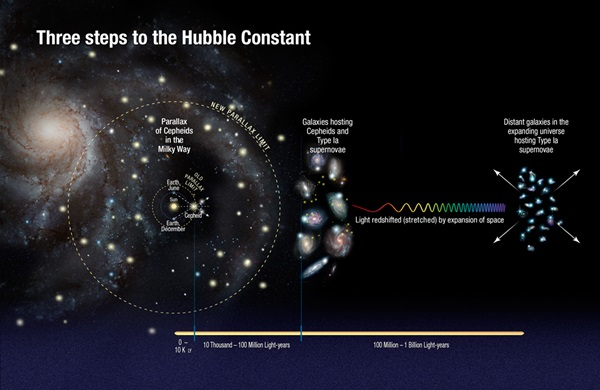 Three steps to the Hubble Constant
NEW PARALLAX LIMIT
Parallax
of Cepheids
in the
Milky Way
OLD
PARALLAX
LIMIT
Earth,
June
Sun
Cepheid
Earth,
December
Galaxies hosting
Cepheids and
Type Ia
supernovae
Light redshifted (stretched) by expansion of space
Distant galaxies in the
expanding universe
hosting Type Ia
supernovae
0 –
10 K ly
10 Thousand – 100 Million Light-years
100 Million – 1 Billion Light-years